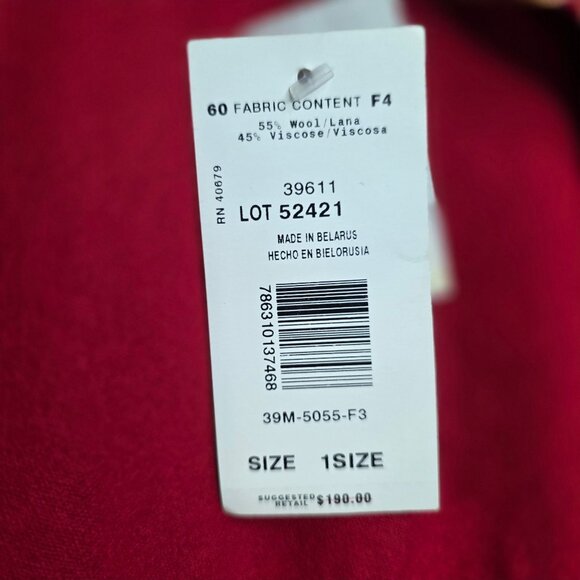 60 FABRIC CONTENT F4
55% Wool/Lana
45% Viscose/Viscosa
RN 40679
39611
LOT 52421
MADE IN BELARUS
HECHO EN BIELORUSIA
786310137468
39M-5055-F3
SIZE 1SIZE
SUGGESTED RETAIL $190.00